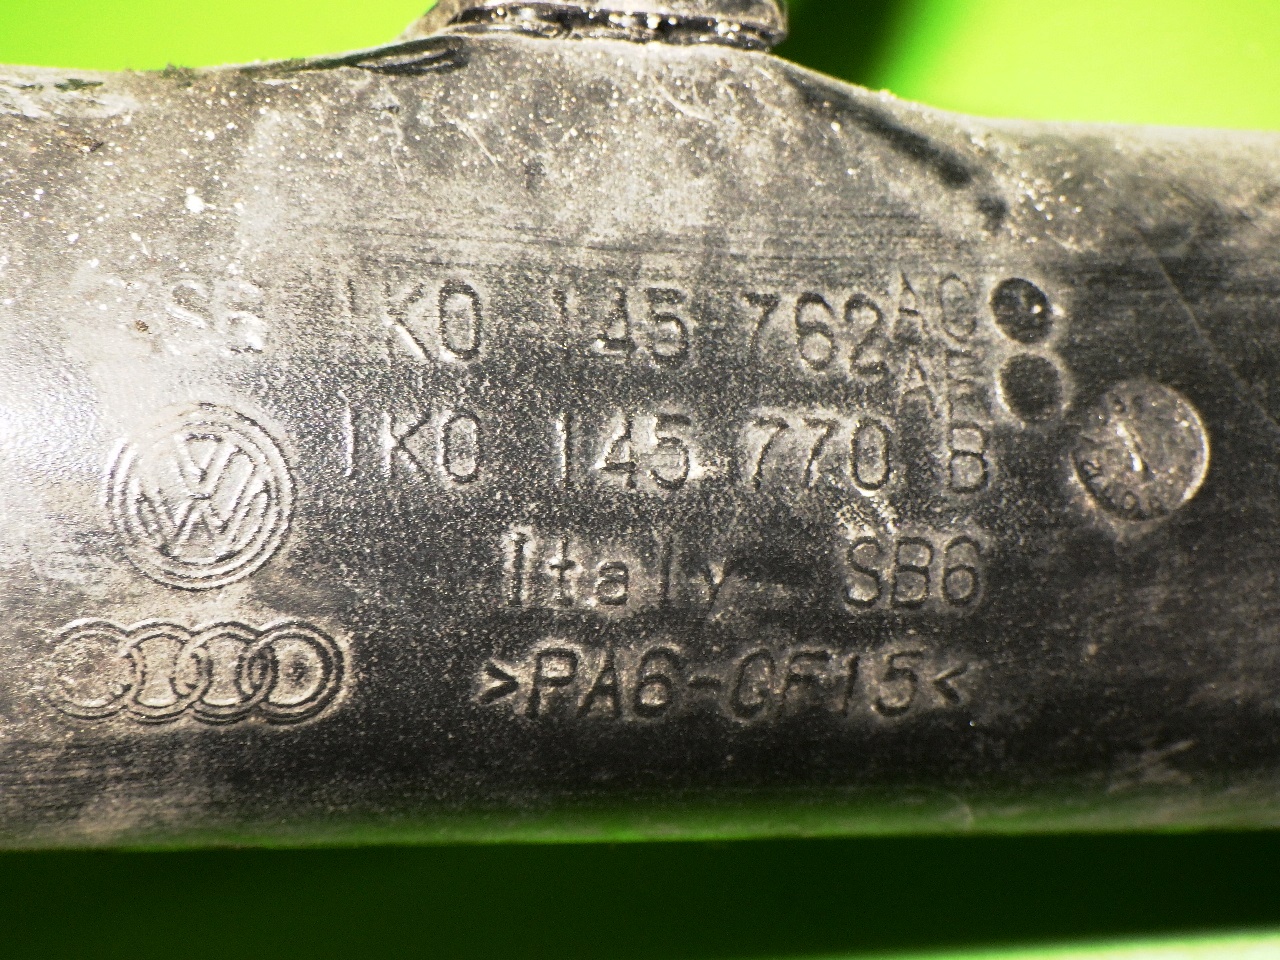 1K0 145 762 AC
AE
1K0 145 770 B
Italy SB6
>PA6-GF15<